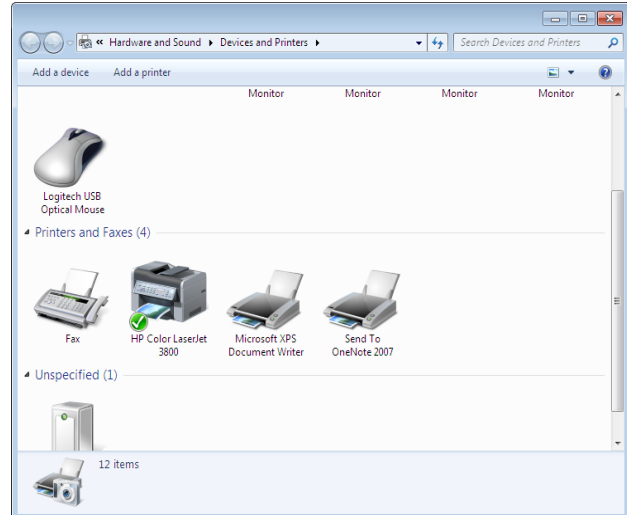 « Hardware and Sound ▸ Devices and Printers ▸
Search Devices and Printers
Add a device Add a printer
Monitor Monitor Monitor Monitor
Logitech USB
Optical Mouse
Printers and Faxes (4)
Fax HP Color LaserJet Microsoft XPS Send To
3800 Document Writer OneNote 2007
Unspecified (1)
12 items